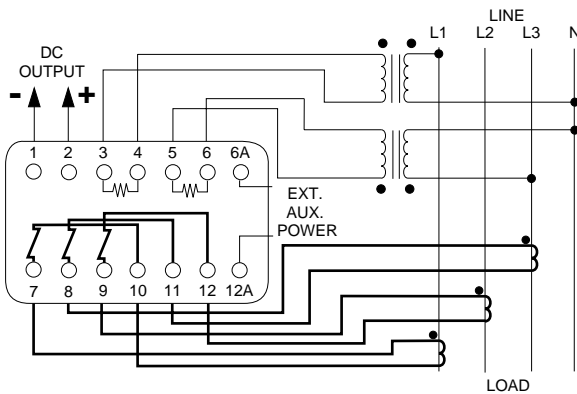 LINE
L1 L2 L3 N
DC
OUTPUT
- +
1 2 3 4 5 6 6A
EXT.
AUX.
POWER
7 8 9 10 11 12 12A
LOAD